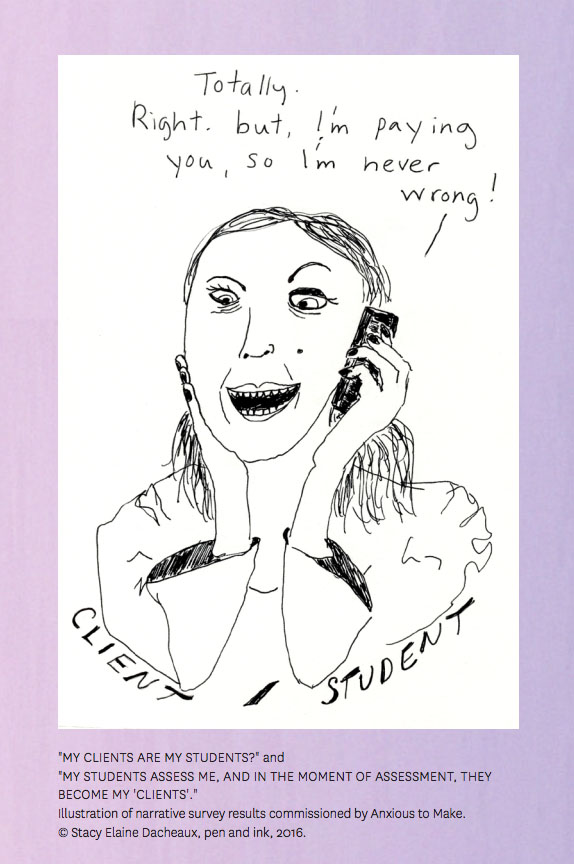 Totally.
Right. but, I'm paying
you, so I'm never
wrong!
CLIENT / STUDENT
"MY CLIENTS ARE MY STUDENTS?" and
"MY STUDENTS ASSESS ME, AND IN THE MOMENT OF ASSESSMENT, THEY
BECOME MY 'CLIENTS'."
Illustration of narrative survey results commissioned by Anxious to Make.
© Stacy Elaine Dacheaux, pen and ink, 2016.